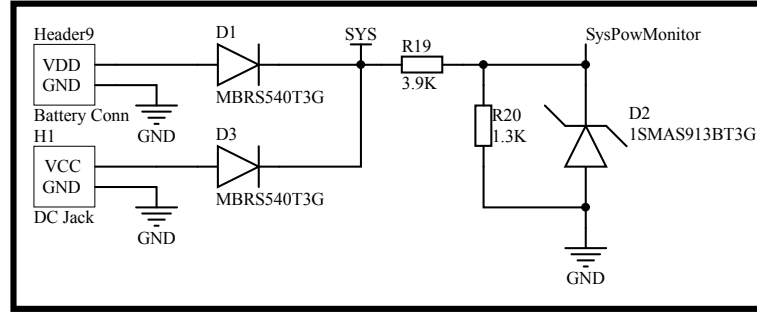 Header9
VDD
GND
Battery Conn
GND
D1
MBRS540T3G
SYS
R19
3.9K
SysPowMonitor
R20
1.3K
D2
1SMAS913BT3G
H1
VCC
GND
DC Jack
GND
D3
MBRS540T3G
GND